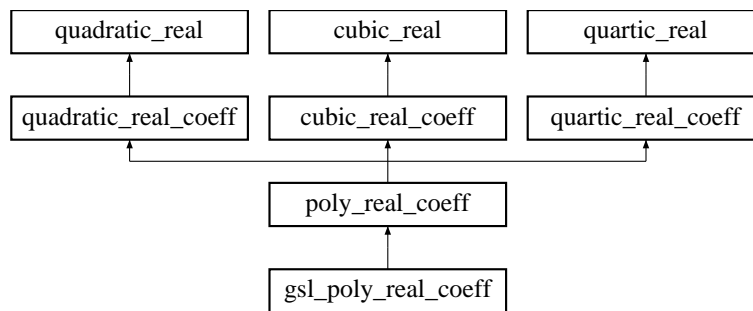 quadratic_real
cubic_real
quartic_real
quadratic_real_coeff
cubic_real_coeff
quartic_real_coeff
poly_real_coeff
gsl_poly_real_coeff